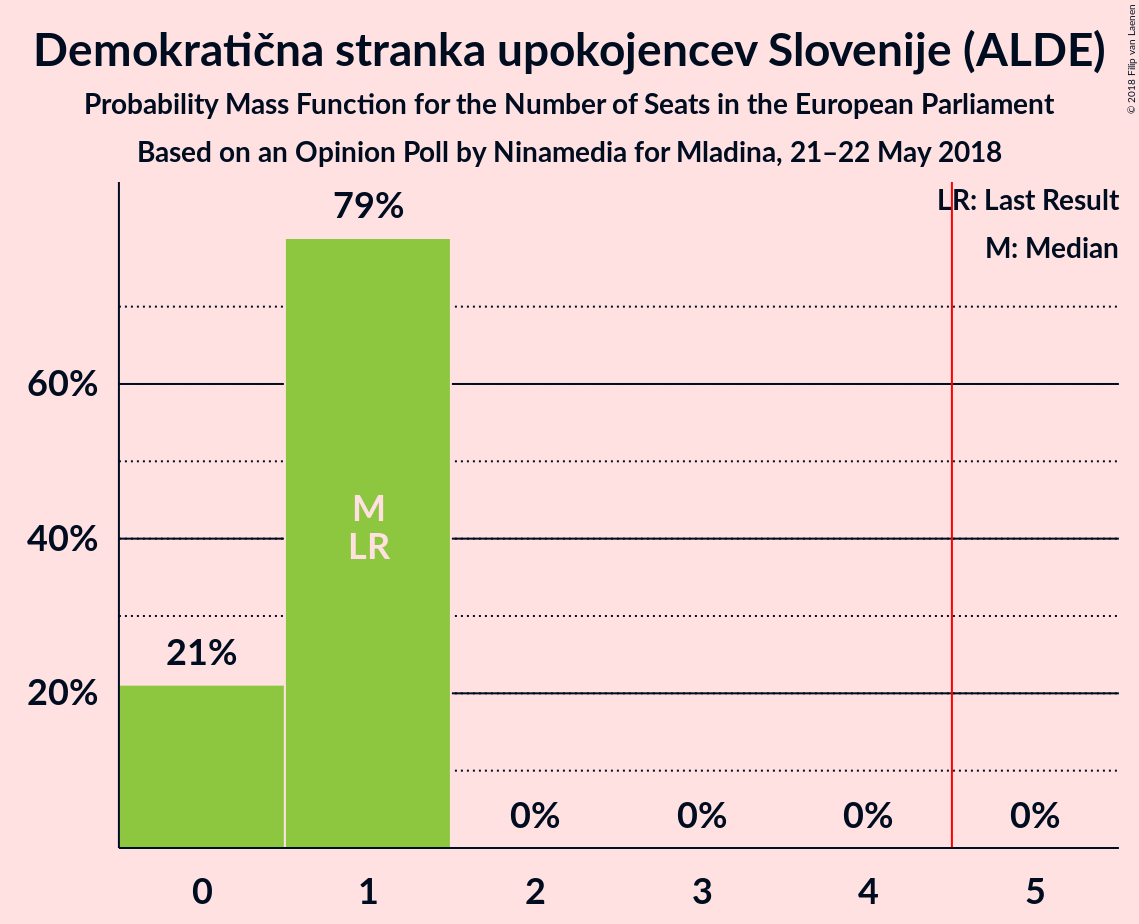 Demokratična stranka upokojencev Slovenije (ALDE)
Probability Mass Function for the Number of Seats in the European Parliament
Based on an Opinion Poll by Ninamedia for Mladina, 21–22 May 2018
© 2018 Filip van Laenen
LR: Last Result
M: Median
79%
60%
M
40%
LR
21%
20%
0% 0% 0% 0%
0 1 2 3 4 5